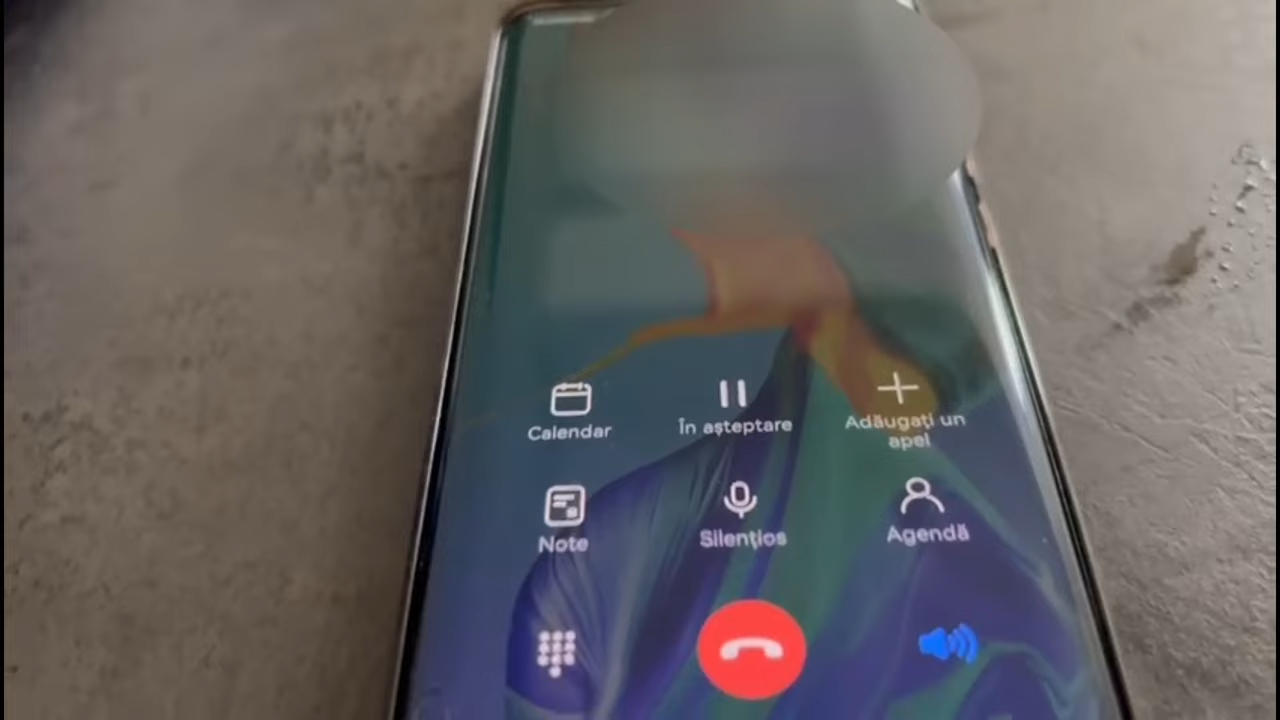 Calendar
În așteptare
Adăugați un
apel
Note
Silențios
Agendă